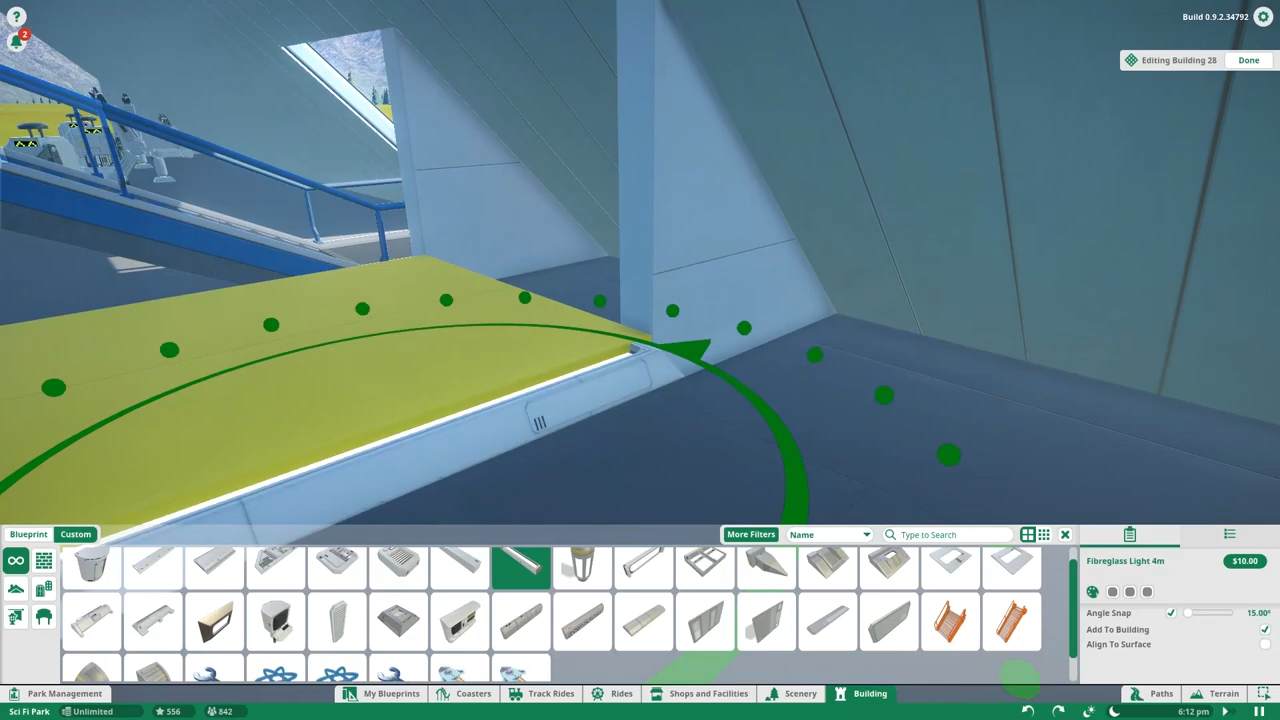 ?
2
Build 0.9.2.34792
Editing Building 28
Done
Blueprint
Custom
More Filters
Name
Type to Search
Fibreglass Light 4m
$10.00
Angle Snap
15.00°
Add To Building
Align To Surface
Park Management
My Blueprints
Coasters
Track Rides
Rides
Shops and Facilities
Scenery
Building
Paths
Terrain
Sci Fi Park
Unlimited
556
842
6:12 pm